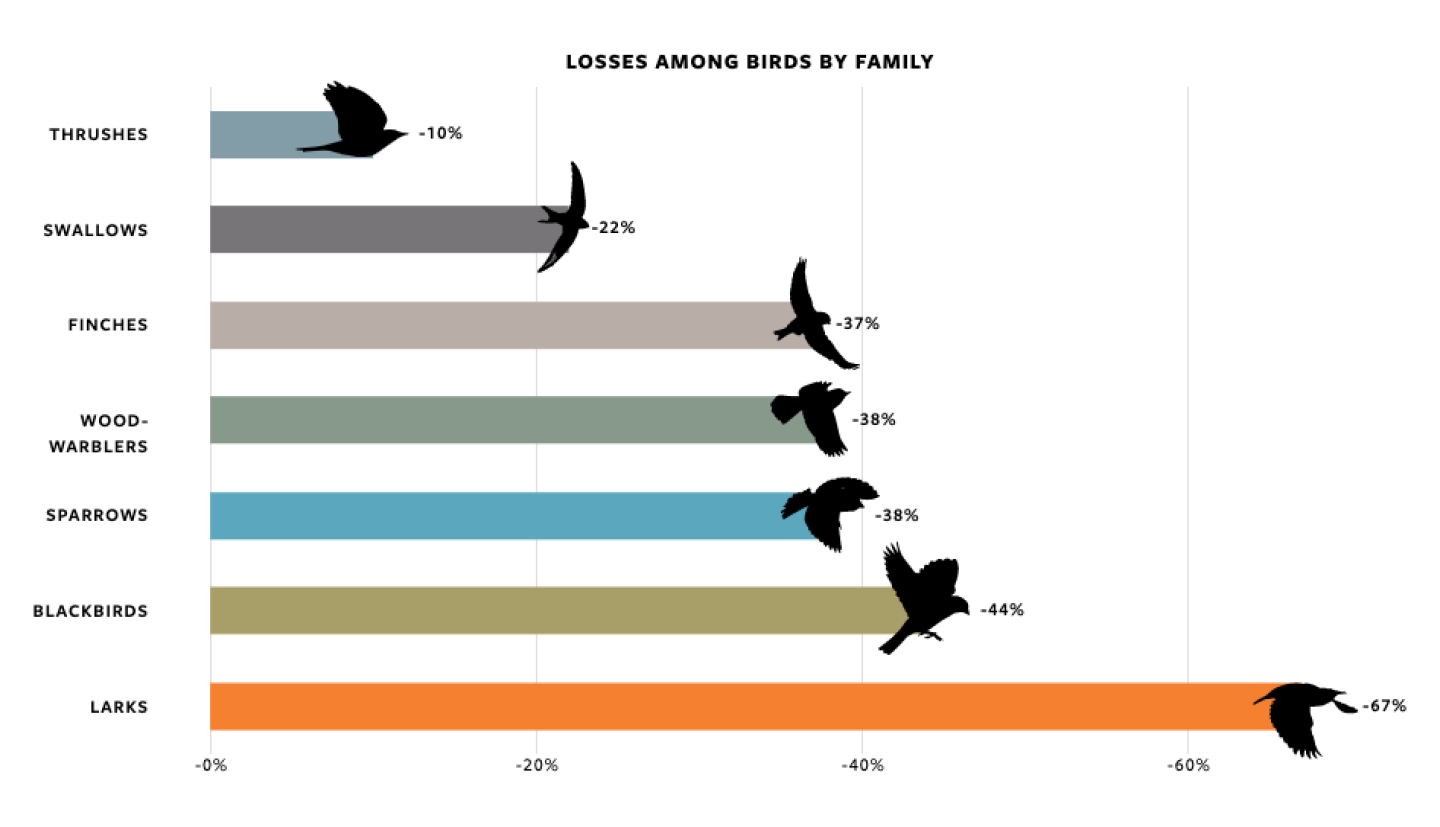 LOSSES AMONG BIRDS BY FAMILY
THRUSHES
-10%
SWALLOWS
-22%
FINCHES
-37%
WOOD-
WARBLERS
-38%
SPARROWS
-38%
BLACKBIRDS
-44%
LARKS
-67%
-0%
-20%
-40%
-60%